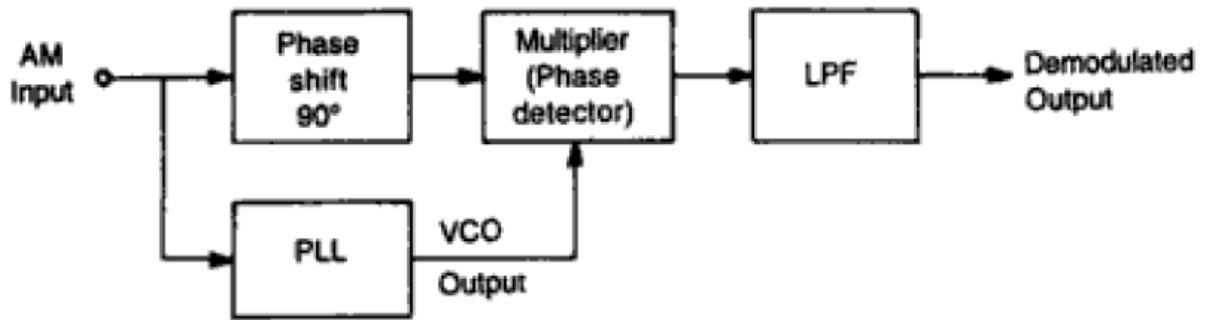 AM
Input
Phase
shift
90°
Multiplier
(Phase
detector)
LPF
Demodulated
Output
PLL
VCO
Output